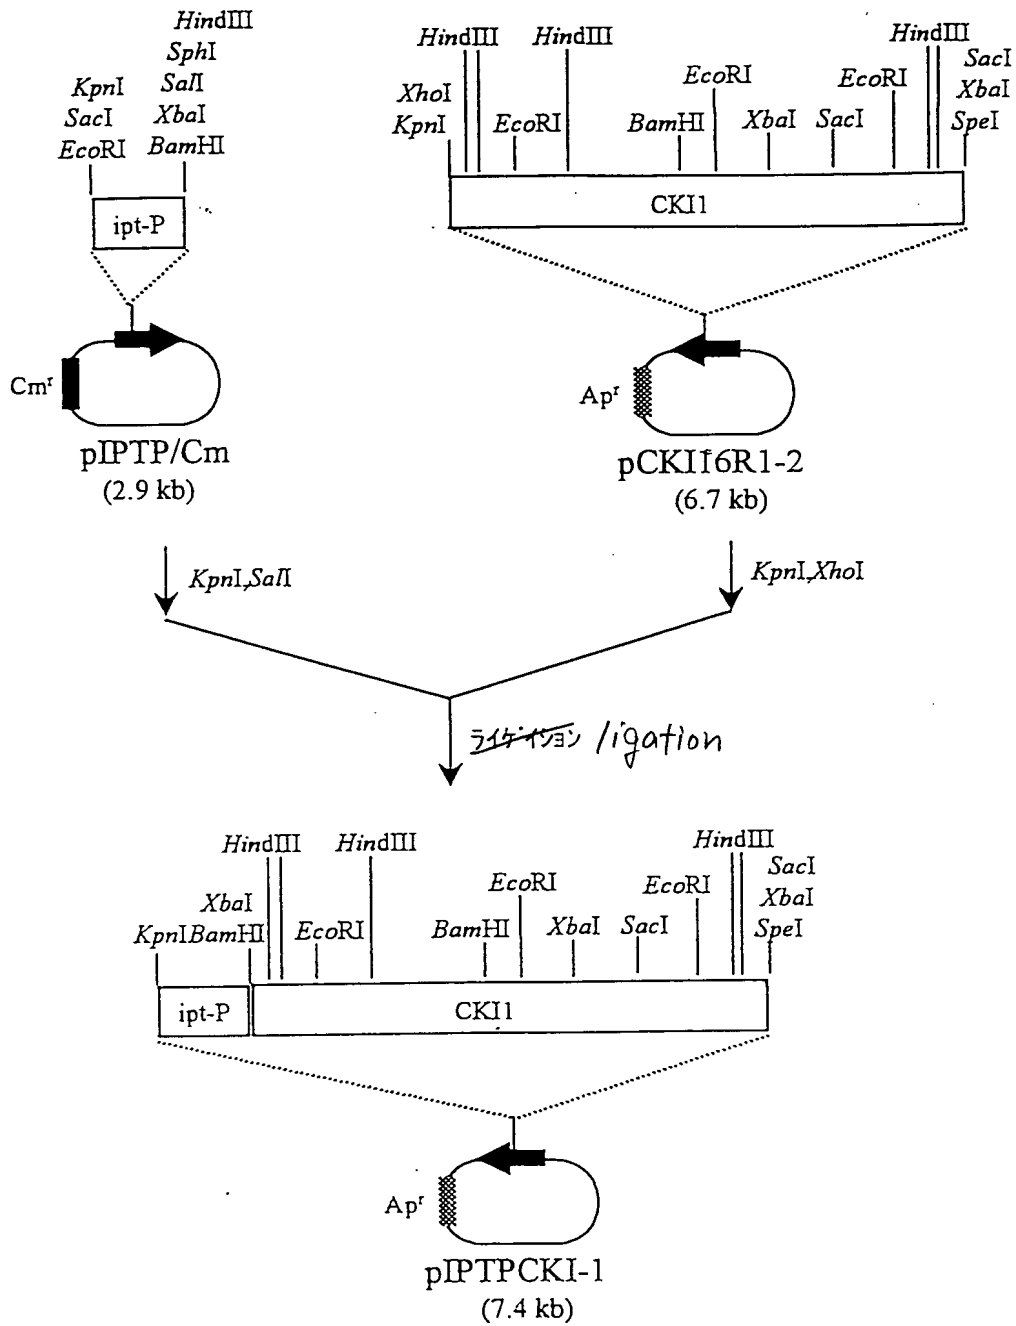 HindIII
SphI
SalI
XbaI
BamHI
KpnI
SacI
EcoRI
ipt-P
Cmʳ
pIPTP/Cm
(2.9 kb)
HindIII
HindIII
HindIII
SacI
XbaI
SpeI
XhoI
KpnI
EcoRI
EcoRI
EcoRI
BamHI
XbaI
SacI
CKI1
Apʳ
pCKI16R1-2
(6.7 kb)
KpnI,SalI
KpnI,XhoI
ライゲイション ligation
HindIII
HindIII
HindIII
SacI
XbaI
SpeI
XbaI
KpnI BamHI
EcoRI
EcoRI
EcoRI
BamHI
XbaI
SacI
ipt-P
CKI1
Apʳ
pIPTPCKI-1
(7.4 kb)